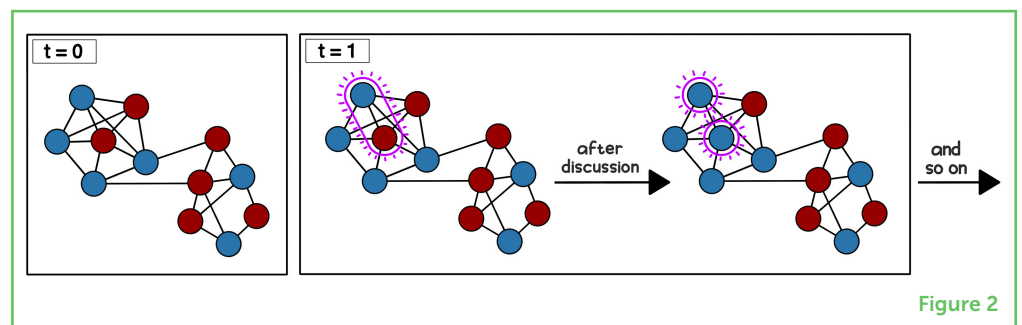 t = 0
t = 1
after
discussion
and
so on
Figure 2